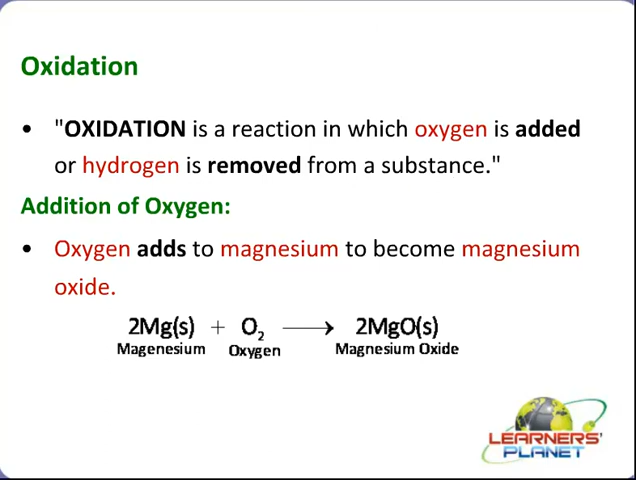 Oxidation
• "OXIDATION is a reaction in which oxygen is added
or hydrogen is removed from a substance."
Addition of Oxygen:
• Oxygen adds to magnesium to become magnesium
oxide.
2Mg(s) + O₂ ⟶ 2MgO(s)
Magenesium Oxygen Magnesium Oxide
LEARNERS'
PLANET